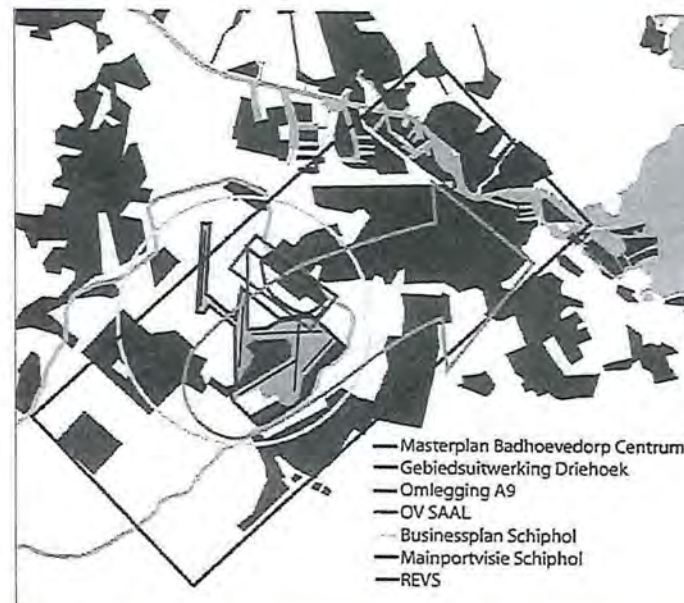 Masterplan Badhoevedorp Centrum
Gebiedsuitwerking Driehoek
Omlegging A9
OV SAAL
Businessplan Schiphol
Mainportvisie Schiphol
REVS